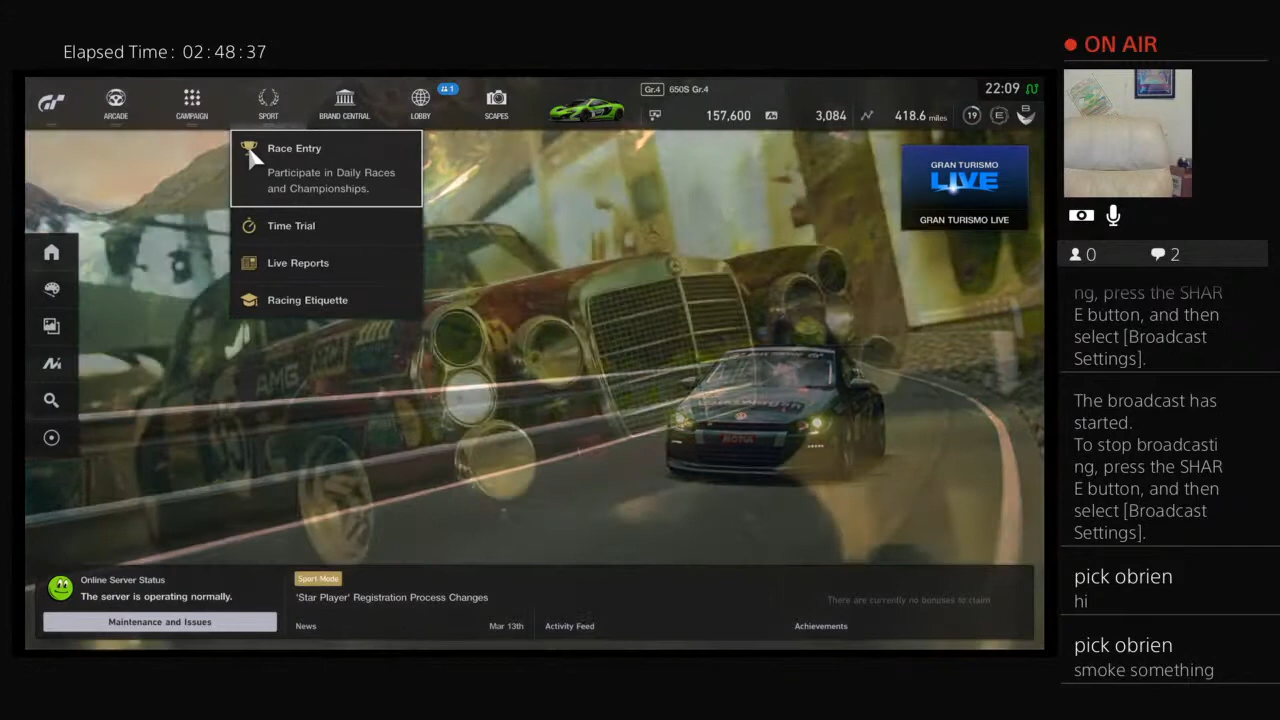 Elapsed Time: 02:48:37
ON AIR
ARCADE
CAMPAIGN
SPORT
BRAND CENTRAL
LOBBY
1
SCAPES
Gr.4 650S Gr.4
22:09
157,600
3,084
418.6 miles
19
E
B
Race Entry
Participate in Daily Races
and Championships.
Time Trial
Live Reports
Racing Etiquette
GRAN TURISMO
LIVE
GRAN TURISMO LIVE
AMG
MOTUL
Online Server Status
The server is operating normally.
Maintenance and Issues
Sport Mode
'Star Player' Registration Process Changes
News
Mar 13th
Activity Feed
There are currently no bonuses to claim
Achievements
0
2
ng, press the SHAR
E button, and then
select [Broadcast
Settings].
The broadcast has
started.
To stop broadcasti
ng, press the SHAR
E button, and then
select [Broadcast
Settings].
pick obrien
hi
pick obrien
smoke something